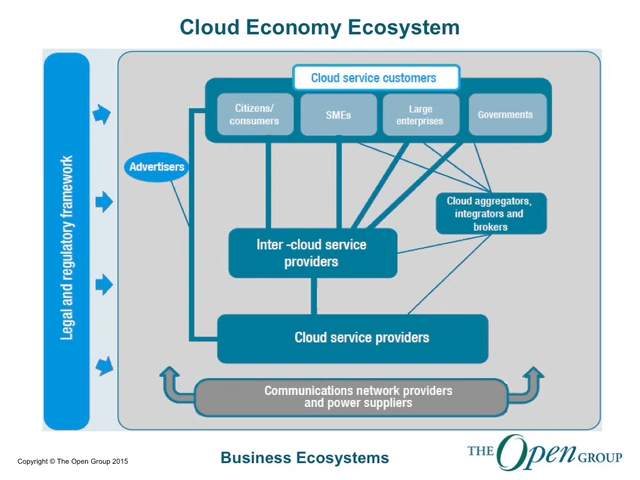 Cloud Economy Ecosystem
Legal and regulatory framework
Cloud service customers
Citizens/
consumers
SMEs
Large
enterprises
Governments
Advertisers
Cloud aggregators,
integrators and
brokers
Inter -cloud service
providers
Cloud service providers
Communications network providers
and power suppliers
Copyright © The Open Group 2015
Business Ecosystems
THE Open GROUP